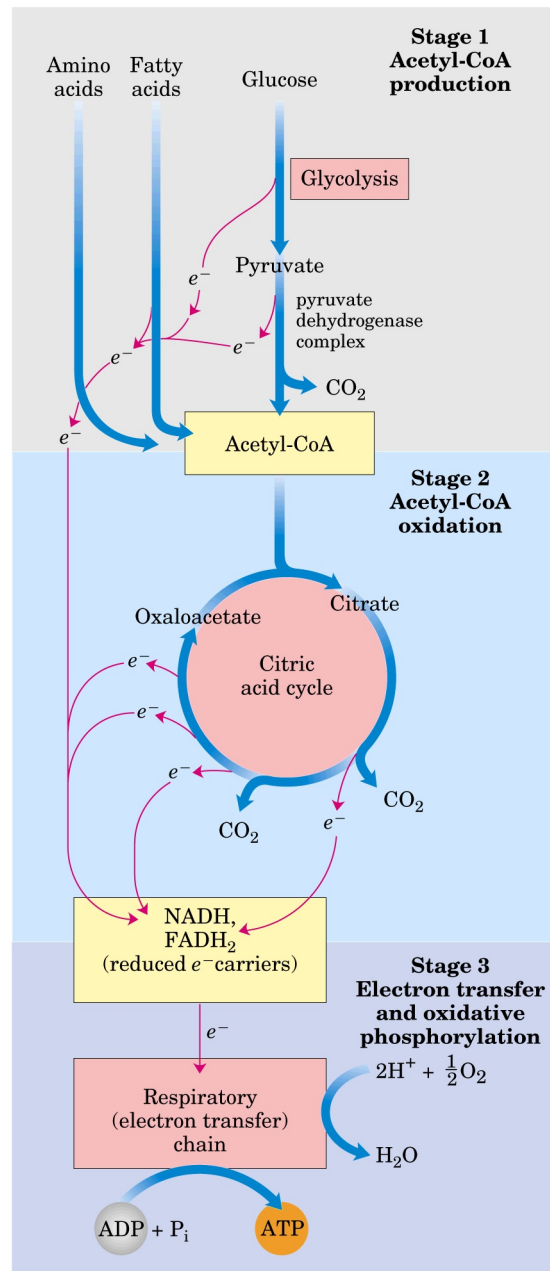 Stage 1
Acetyl-CoA
production
Amino
acids
Fatty
acids
Glucose
Glycolysis
Pyruvate
e⁻
pyruvate
dehydrogenase
complex
e⁻
e⁻
CO₂
e⁻
Acetyl-CoA
Stage 2
Acetyl-CoA
oxidation
Oxaloacetate
Citrate
Citric
acid cycle
e⁻
e⁻
e⁻
CO₂
CO₂
e⁻
NADH,
FADH₂
(reduced e⁻ carriers)
Stage 3
Electron transfer
and oxidative
phosphorylation
e⁻
2H⁺ + ½O₂
Respiratory
(electron transfer)
chain
H₂O
ADP + Pᵢ
ATP